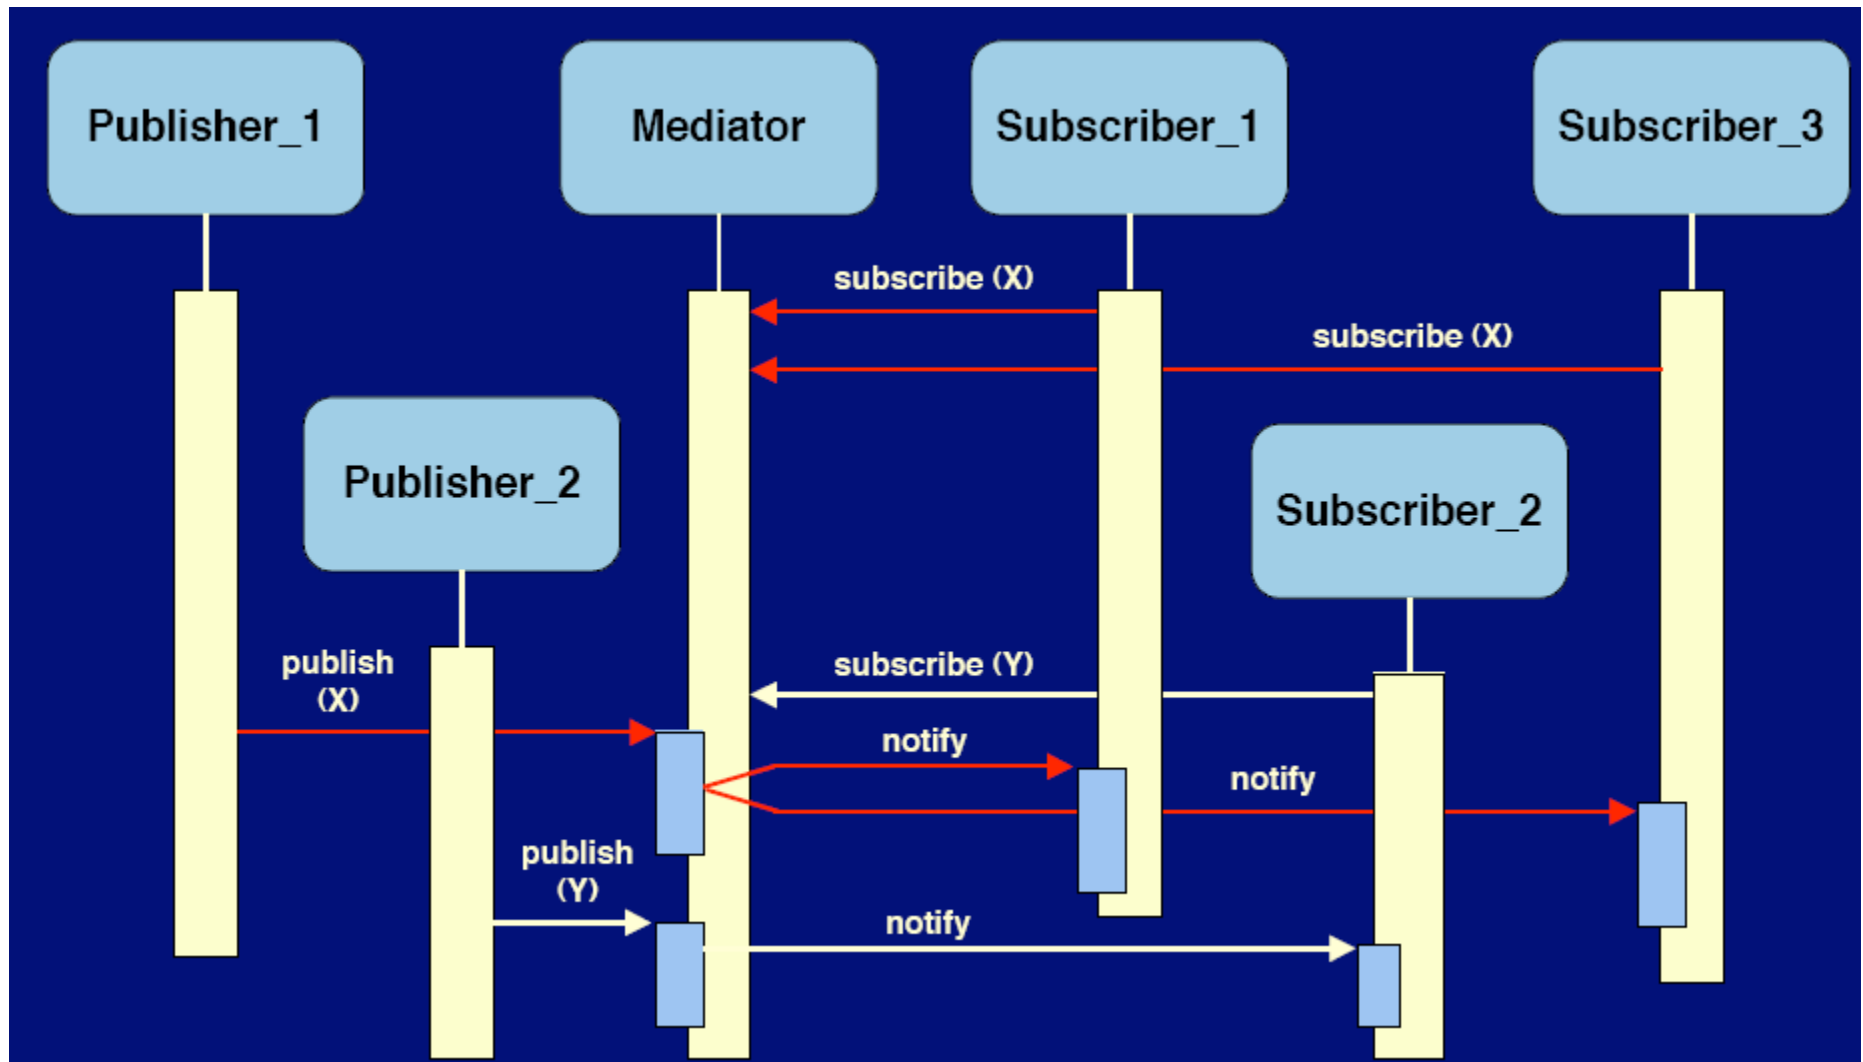 Publisher_1
Mediator
Subscriber_1
Subscriber_3
subscribe (X)
subscribe (X)
Publisher_2
Subscriber_2
publish
(X)
subscribe (Y)
notify
notify
publish
(Y)
notify